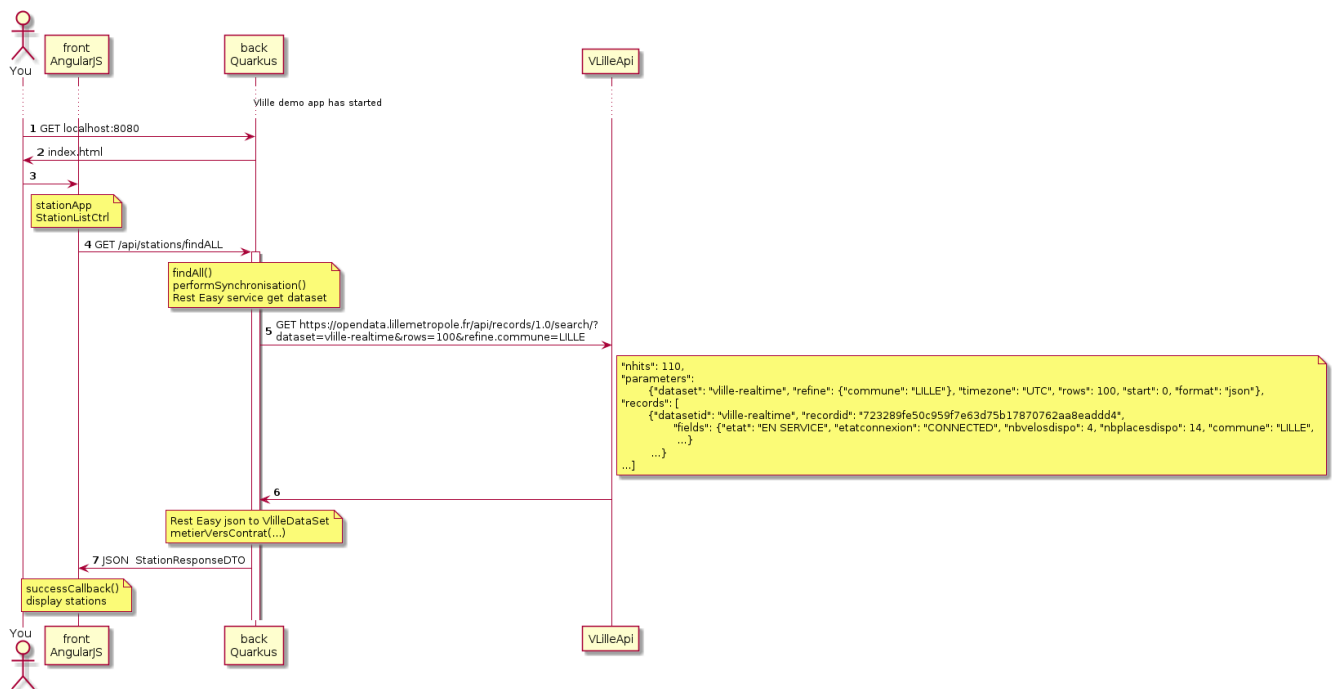 You
front
AngularJS
back
Quarkus
VLilleApi
Vlille demo app has started
1 GET localhost:8080
2 index.html
3
stationApp
StationListCtrl
4 GET /api/stations/findALL
findAll()
performSynchronisation()
Rest Easy service get dataset
5 GET https://opendata.lillemetropole.fr/api/records/1.0/search/?
dataset=vlille-realtime&rows=100&refine.commune=LILLE
"nhits": 110,
"parameters":
{"dataset": "vlille-realtime", "refine": {"commune": "LILLE"}, "timezone": "UTC", "rows": 100, "start": 0, "format": "json"},
"records": [
{"datasetid": "vlille-realtime", "recordid": "723289fe50c959f7e63d75b17870762aa8eaddd4",
"fields": {"etat": "EN SERVICE", "etatconnexion": "CONNECTED", "nbvelosdispo": 4, "nbplacesdispo": 14, "commune": "LILLE",
...}
...}
...]
6
Rest Easy json to VlilleDataSet
metierVersContrat(...)
7 JSON  StationResponseDTO
successCallback()
display stations
You
front
AngularJS
back
Quarkus
VLilleApi